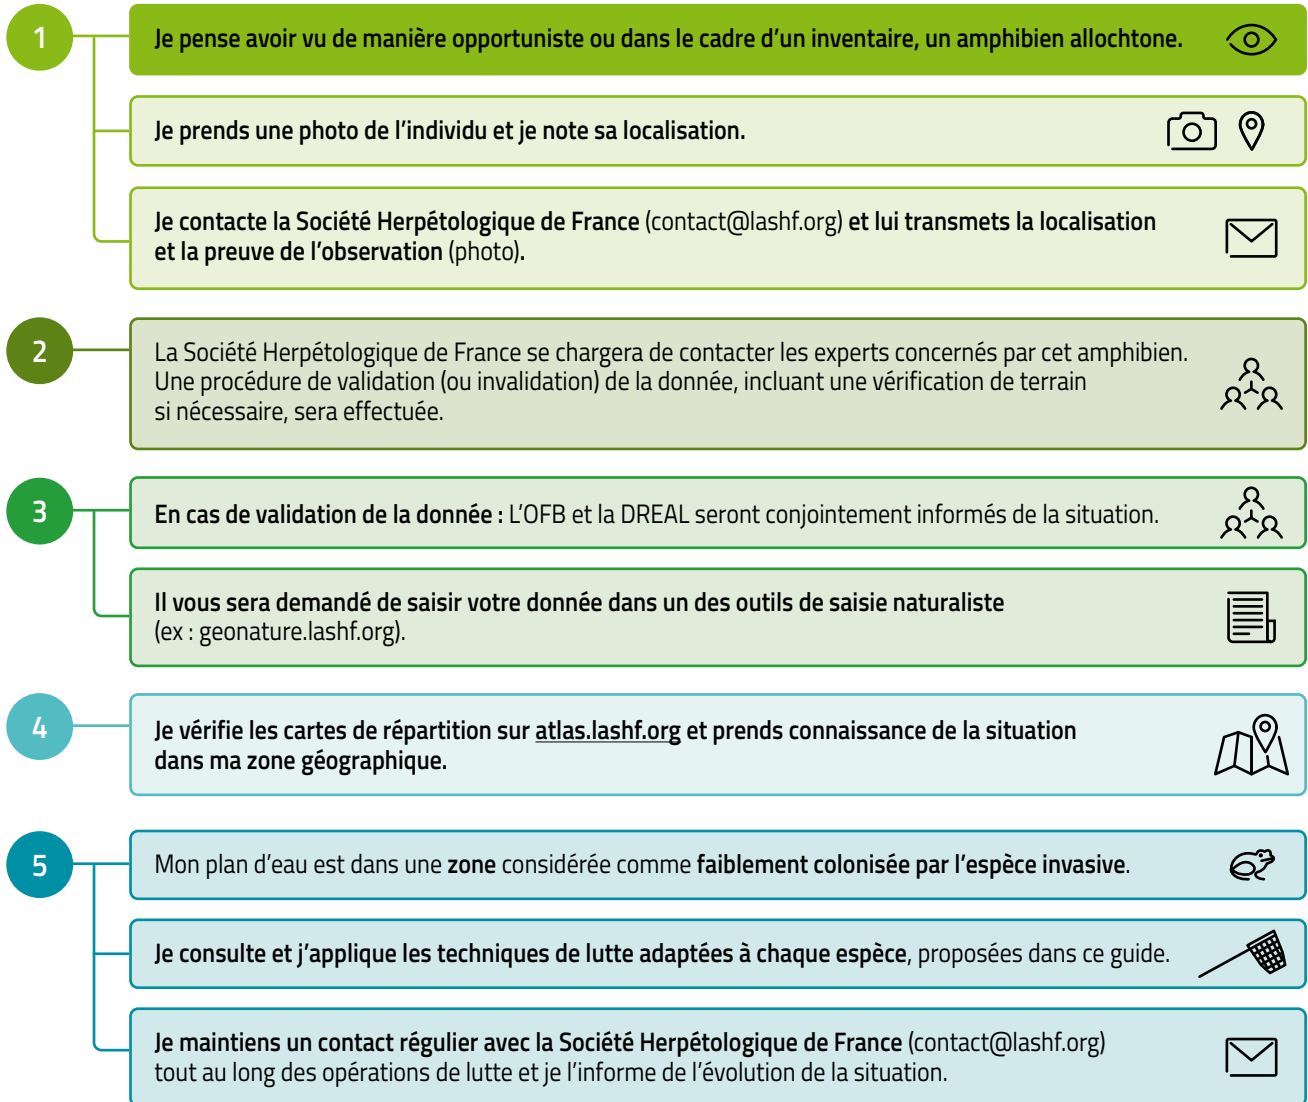 1
Je pense avoir vu de manière opportuniste ou dans le cadre d'un inventaire, un amphibien allochtone.
Je prends une photo de l'individu et je note sa localisation.
Je contacte la Société Herpétologique de France (contact@lashf.org) et lui transmets la localisation
et la preuve de l'observation (photo).
2
La Société Herpétologique de France se chargera de contacter les experts concernés par cet amphibien.
Une procédure de validation (ou invalidation) de la donnée, incluant une vérification de terrain
si nécessaire, sera effectuée.
3
En cas de validation de la donnée : L'OFB et la DREAL seront conjointement informés de la situation.
Il vous sera demandé de saisir votre donnée dans un des outils de saisie naturaliste
(ex : geonature.lashf.org).
4
Je vérifie les cartes de répartition sur atlas.lashf.org et prends connaissance de la situation
dans ma zone géographique.
5
Mon plan d'eau est dans une zone considérée comme faiblement colonisée par l'espèce invasive.
Je consulte et j'applique les techniques de lutte adaptées à chaque espèce, proposées dans ce guide.
Je maintiens un contact régulier avec la Société Herpétologique de France (contact@lashf.org)
tout au long des opérations de lutte et je l'informe de l'évolution de la situation.